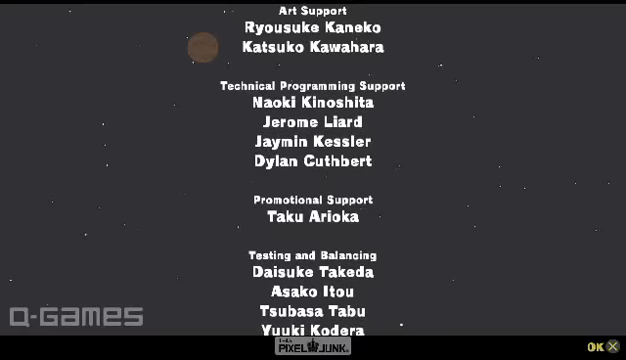 Art Support
Ryousuke Kaneko
Katsuko Kawahara
Technical Programming Support
Naoki Kinoshita
Jerome Liard
Jaymin Kessler
Dylan Cuthbert
Promotional Support
Taku Arioka
Testing and Balancing
Daisuke Takeda
Asako Itou
Tsubasa Tabu
Yuuki Kodera
Q-GAMES
PIXELJUNK
OK